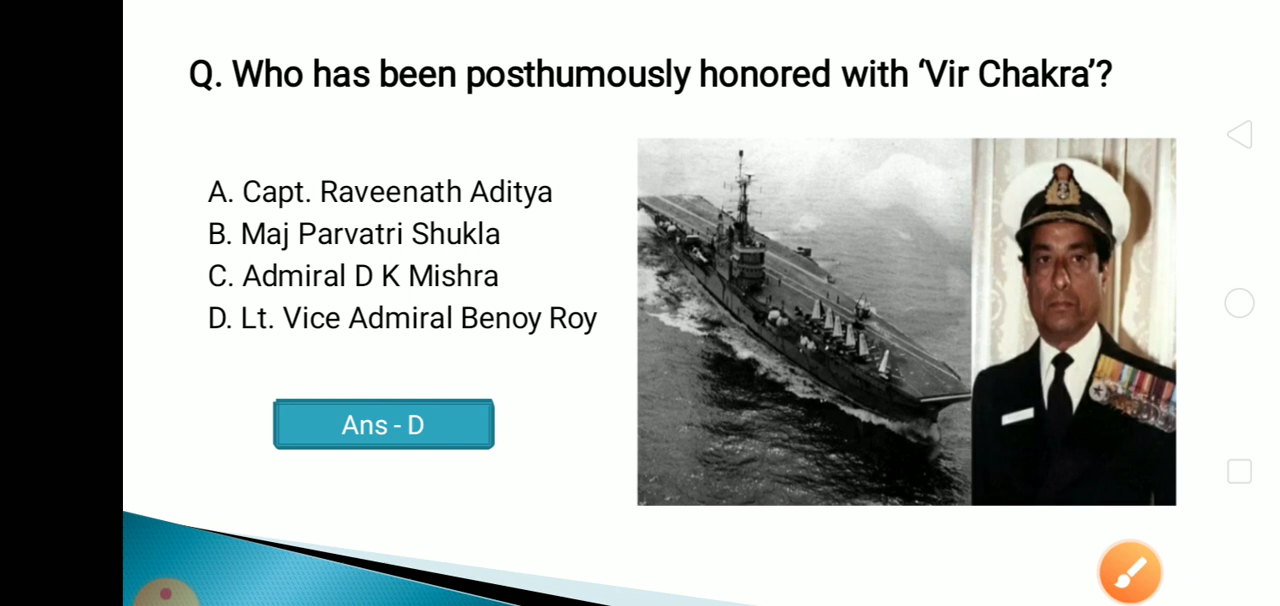 Q. Who has been posthumously honored with ‘Vir Chakra’?
A. Capt. Raveenath Aditya
B. Maj Parvatri Shukla
C. Admiral D K Mishra
D. Lt. Vice Admiral Benoy Roy
Ans - D